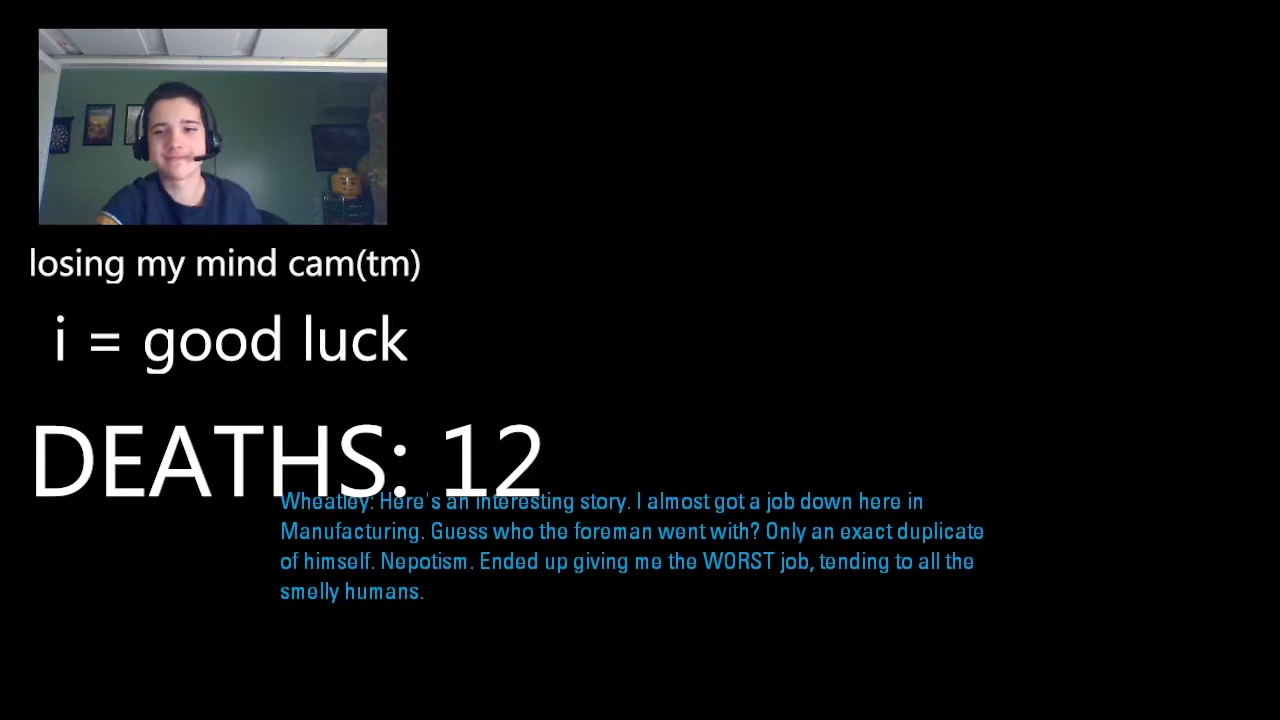 losing my mind cam(tm)
i = good luck
DEATHS: 12
Wheatley: Here's an interesting story. I almost got a job down here in
Manufacturing. Guess who the foreman went with? Only an exact duplicate
of himself. Nepotism. Ended up giving me the WORST job, tending to all the
smelly humans.